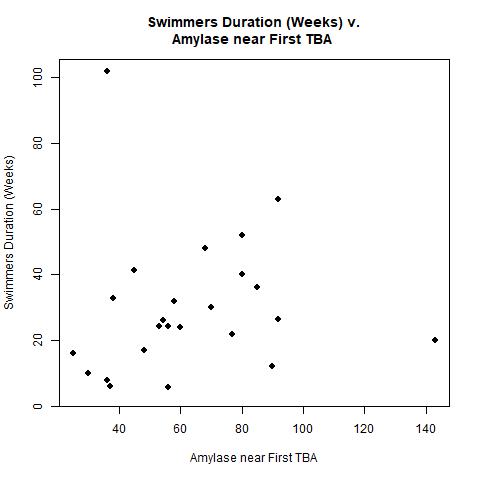 Swimmers Duration (Weeks) v.
Amylase near First TBA
Swimmers Duration (Weeks)
100
80
60
40
20
0
40 60 80 100 120 140
Amylase near First TBA